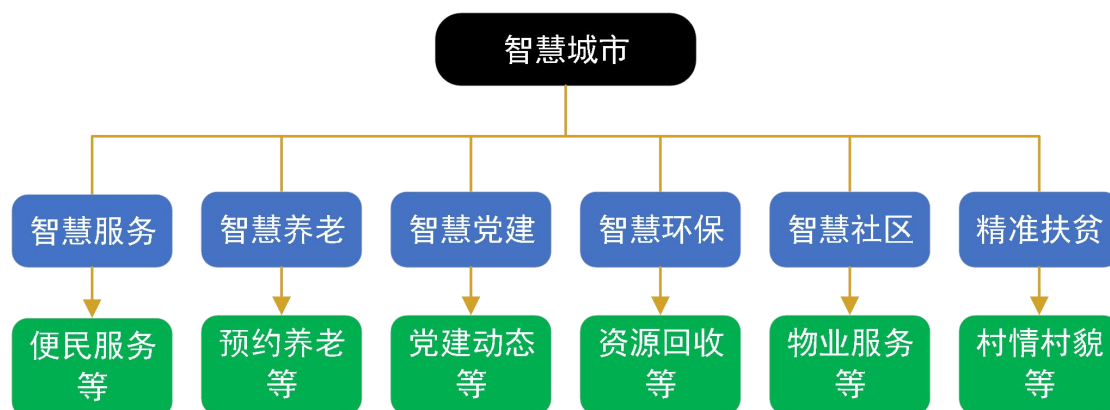 智慧城市
智慧服务
智慧养老
智慧党建
智慧环保
智慧社区
精准扶贫
便民服务
等
预约养老
等
党建动态
等
资源回收
等
物业服务
等
村情村貌
等